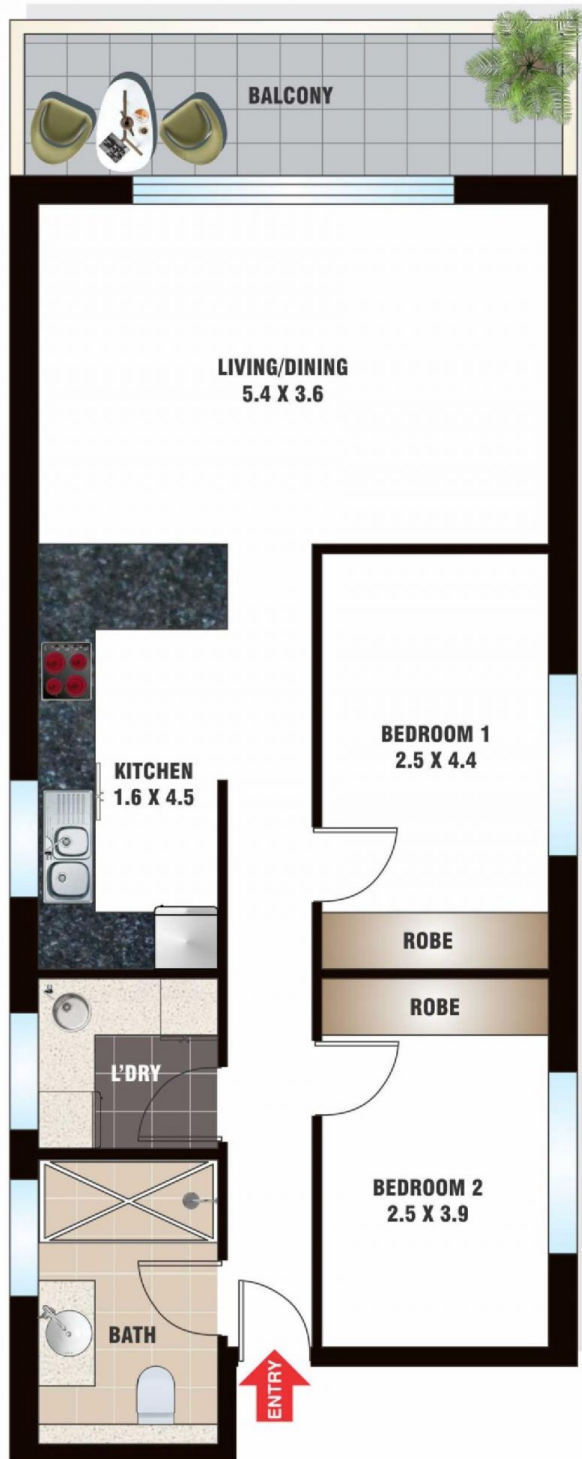 BALCONY
LIVING/DINING
5.4 X 3.6
BEDROOM 1
2.5 X 4.4
KITCHEN
1.6 X 4.5
ROBE
ROBE
L'DRY
BEDROOM 2
2.5 X 3.9
BATH
ENTRY